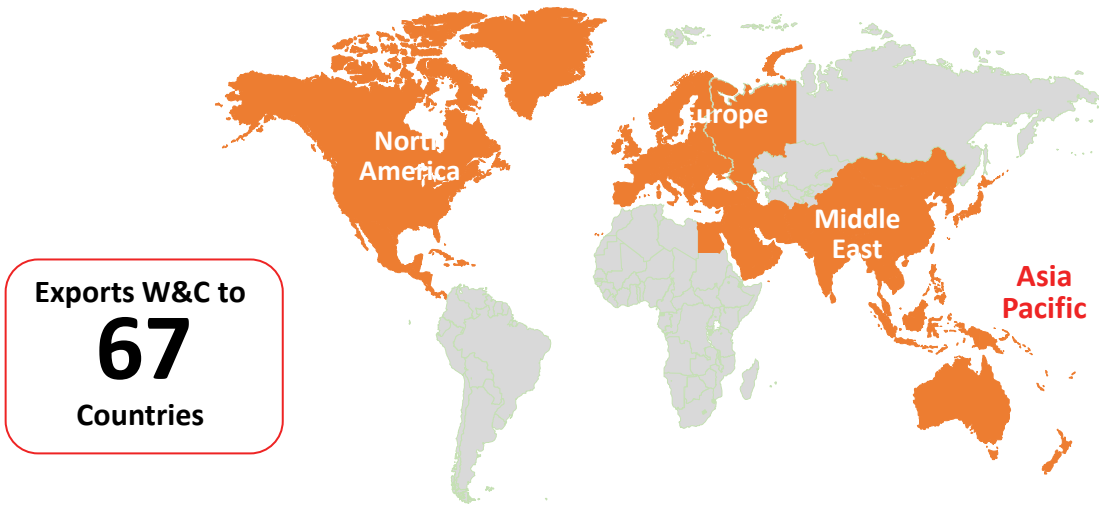 North
America
Europe
Middle
East
Asia
Pacific
Exports W&C to
67
Countries